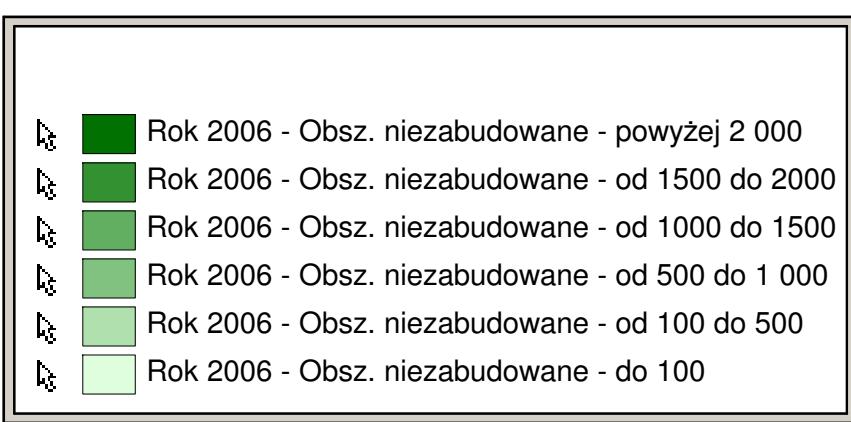 Rok 2006 - Obsz. niezabudowane - powyżej 2 000
Rok 2006 - Obsz. niezabudowane - od 1500 do 2000
Rok 2006 - Obsz. niezabudowane - od 1000 do 1500
Rok 2006 - Obsz. niezabudowane - od 500 do 1 000
Rok 2006 - Obsz. niezabudowane - od 100 do 500
Rok 2006 - Obsz. niezabudowane - do 100